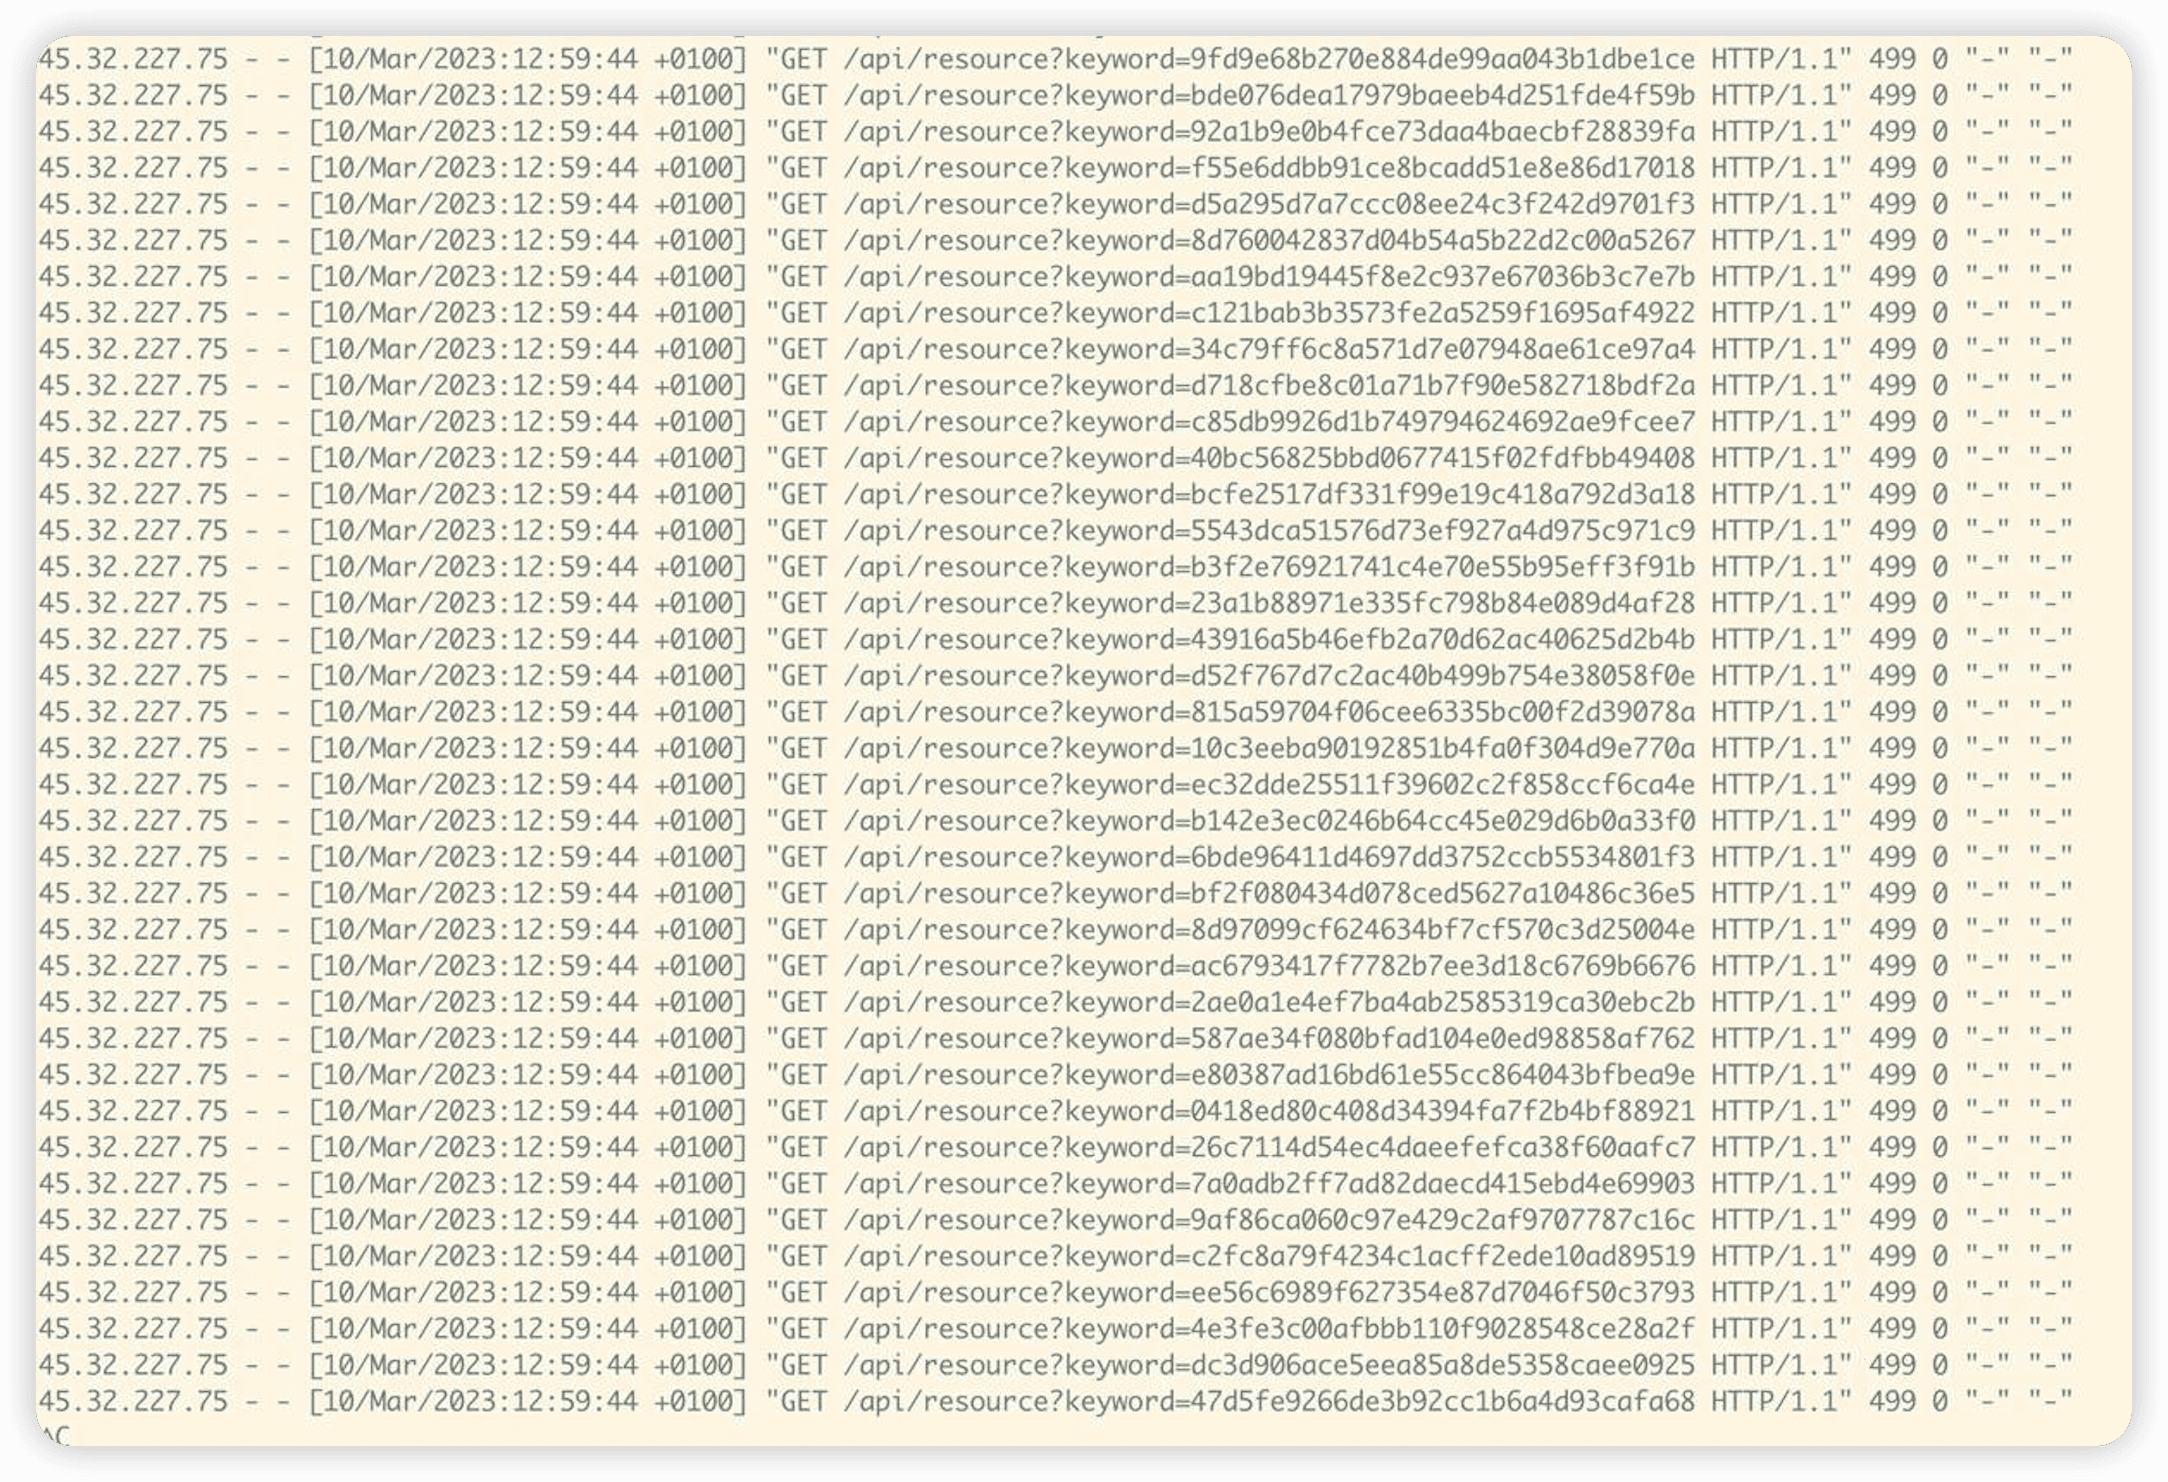 45.32.227.75 - - [10/Mar/2023:12:59:44 +0100] "GET /api/resource?keyword=9fd9e68b270e884de99aa043b1dbe1ce HTTP/1.1" 499 0 "-" "-"
45.32.227.75 - - [10/Mar/2023:12:59:44 +0100] "GET /api/resource?keyword=bde076dea17979baeeb4d251fde4f59b HTTP/1.1" 499 0 "-" "-"
45.32.227.75 - - [10/Mar/2023:12:59:44 +0100] "GET /api/resource?keyword=92a1b9e0b4fce73daa4baecbf28839fa HTTP/1.1" 499 0 "-" "-"
45.32.227.75 - - [10/Mar/2023:12:59:44 +0100] "GET /api/resource?keyword=f55e6ddbb91ce8bcadd51e8e86d17018 HTTP/1.1" 499 0 "-" "-"
45.32.227.75 - - [10/Mar/2023:12:59:44 +0100] "GET /api/resource?keyword=d5a295d7a7ccc08ee24c3f242d9701f3 HTTP/1.1" 499 0 "-" "-"
45.32.227.75 - - [10/Mar/2023:12:59:44 +0100] "GET /api/resource?keyword=8d760042837d04b54a5b22d2c00a5267 HTTP/1.1" 499 0 "-" "-"
45.32.227.75 - - [10/Mar/2023:12:59:44 +0100] "GET /api/resource?keyword=aa19bd19445f8e2c937e67036b3c7e7b HTTP/1.1" 499 0 "-" "-"
45.32.227.75 - - [10/Mar/2023:12:59:44 +0100] "GET /api/resource?keyword=c121bab3b3573fe2a5259f1695af4922 HTTP/1.1" 499 0 "-" "-"
45.32.227.75 - - [10/Mar/2023:12:59:44 +0100] "GET /api/resource?keyword=34c79ff6c8a571d7e07948ae61ce97a4 HTTP/1.1" 499 0 "-" "-"
45.32.227.75 - - [10/Mar/2023:12:59:44 +0100] "GET /api/resource?keyword=d718cfbe8c01a71b7f90e582718bdf2a HTTP/1.1" 499 0 "-" "-"
45.32.227.75 - - [10/Mar/2023:12:59:44 +0100] "GET /api/resource?keyword=c85db9926d1b749794624692ae9fcee7 HTTP/1.1" 499 0 "-" "-"
45.32.227.75 - - [10/Mar/2023:12:59:44 +0100] "GET /api/resource?keyword=40bc56825bbd0677415f02fdfbb49408 HTTP/1.1" 499 0 "-" "-"
45.32.227.75 - - [10/Mar/2023:12:59:44 +0100] "GET /api/resource?keyword=bcfe2517df331f99e19c418a792d3a18 HTTP/1.1" 499 0 "-" "-"
45.32.227.75 - - [10/Mar/2023:12:59:44 +0100] "GET /api/resource?keyword=5543dca51576d73ef927a4d975c971c9 HTTP/1.1" 499 0 "-" "-"
45.32.227.75 - - [10/Mar/2023:12:59:44 +0100] "GET /api/resource?keyword=b3f2e76921741c4e70e55b95eff3f91b HTTP/1.1" 499 0 "-" "-"
45.32.227.75 - - [10/Mar/2023:12:59:44 +0100] "GET /api/resource?keyword=23a1b88971e335fc798b84e089d4af28 HTTP/1.1" 499 0 "-" "-"
45.32.227.75 - - [10/Mar/2023:12:59:44 +0100] "GET /api/resource?keyword=43916a5b46efb2a70d62ac40625d2b4b HTTP/1.1" 499 0 "-" "-"
45.32.227.75 - - [10/Mar/2023:12:59:44 +0100] "GET /api/resource?keyword=d52f767d7c2ac40b499b754e38058f0e HTTP/1.1" 499 0 "-" "-"
45.32.227.75 - - [10/Mar/2023:12:59:44 +0100] "GET /api/resource?keyword=815a59704f06cee6335bc00f2d39078a HTTP/1.1" 499 0 "-" "-"
45.32.227.75 - - [10/Mar/2023:12:59:44 +0100] "GET /api/resource?keyword=10c3eeba90192851b4fa0f304d9e770a HTTP/1.1" 499 0 "-" "-"
45.32.227.75 - - [10/Mar/2023:12:59:44 +0100] "GET /api/resource?keyword=ec32dde25511f39602c2f858ccf6ca4e HTTP/1.1" 499 0 "-" "-"
45.32.227.75 - - [10/Mar/2023:12:59:44 +0100] "GET /api/resource?keyword=b142e3ec0246b64cc45e029d6b0a33f0 HTTP/1.1" 499 0 "-" "-"
45.32.227.75 - - [10/Mar/2023:12:59:44 +0100] "GET /api/resource?keyword=6bde96411d4697dd3752ccb5534801f3 HTTP/1.1" 499 0 "-" "-"
45.32.227.75 - - [10/Mar/2023:12:59:44 +0100] "GET /api/resource?keyword=bf2f080434d078ced5627a10486c36e5 HTTP/1.1" 499 0 "-" "-"
45.32.227.75 - - [10/Mar/2023:12:59:44 +0100] "GET /api/resource?keyword=8d97099cf624634bf7cf570c3d25004e HTTP/1.1" 499 0 "-" "-"
45.32.227.75 - - [10/Mar/2023:12:59:44 +0100] "GET /api/resource?keyword=ac6793417f7782b7ee3d18c6769b6676 HTTP/1.1" 499 0 "-" "-"
45.32.227.75 - - [10/Mar/2023:12:59:44 +0100] "GET /api/resource?keyword=2ae0a1e4ef7ba4ab2585319ca30ebc2b HTTP/1.1" 499 0 "-" "-"
45.32.227.75 - - [10/Mar/2023:12:59:44 +0100] "GET /api/resource?keyword=587ae34f080bfad104e0ed98858af762 HTTP/1.1" 499 0 "-" "-"
45.32.227.75 - - [10/Mar/2023:12:59:44 +0100] "GET /api/resource?keyword=e80387ad16bd61e55cc864043bfbea9e HTTP/1.1" 499 0 "-" "-"
45.32.227.75 - - [10/Mar/2023:12:59:44 +0100] "GET /api/resource?keyword=0418ed80c408d34394fa7f2b4bf88921 HTTP/1.1" 499 0 "-" "-"
45.32.227.75 - - [10/Mar/2023:12:59:44 +0100] "GET /api/resource?keyword=26c7114d54ec4daeefefca38f60aafc7 HTTP/1.1" 499 0 "-" "-"
45.32.227.75 - - [10/Mar/2023:12:59:44 +0100] "GET /api/resource?keyword=7a0adb2ff7ad82daecd415ebd4e69903 HTTP/1.1" 499 0 "-" "-"
45.32.227.75 - - [10/Mar/2023:12:59:44 +0100] "GET /api/resource?keyword=9af86ca060c97e429c2af9707787c16c HTTP/1.1" 499 0 "-" "-"
45.32.227.75 - - [10/Mar/2023:12:59:44 +0100] "GET /api/resource?keyword=c2fc8a79f4234c1acff2ede10ad89519 HTTP/1.1" 499 0 "-" "-"
45.32.227.75 - - [10/Mar/2023:12:59:44 +0100] "GET /api/resource?keyword=ee56c6989f627354e87d7046f50c3793 HTTP/1.1" 499 0 "-" "-"
45.32.227.75 - - [10/Mar/2023:12:59:44 +0100] "GET /api/resource?keyword=4e3fe3c00afbbb110f9028548ce28a2f HTTP/1.1" 499 0 "-" "-"
45.32.227.75 - - [10/Mar/2023:12:59:44 +0100] "GET /api/resource?keyword=dc3d906ace5eea85a8de5358caee0925 HTTP/1.1" 499 0 "-" "-"
45.32.227.75 - - [10/Mar/2023:12:59:44 +0100] "GET /api/resource?keyword=47d5fe9266de3b92cc1b6a4d93cafa68 HTTP/1.1" 499 0 "-" "-"
^C